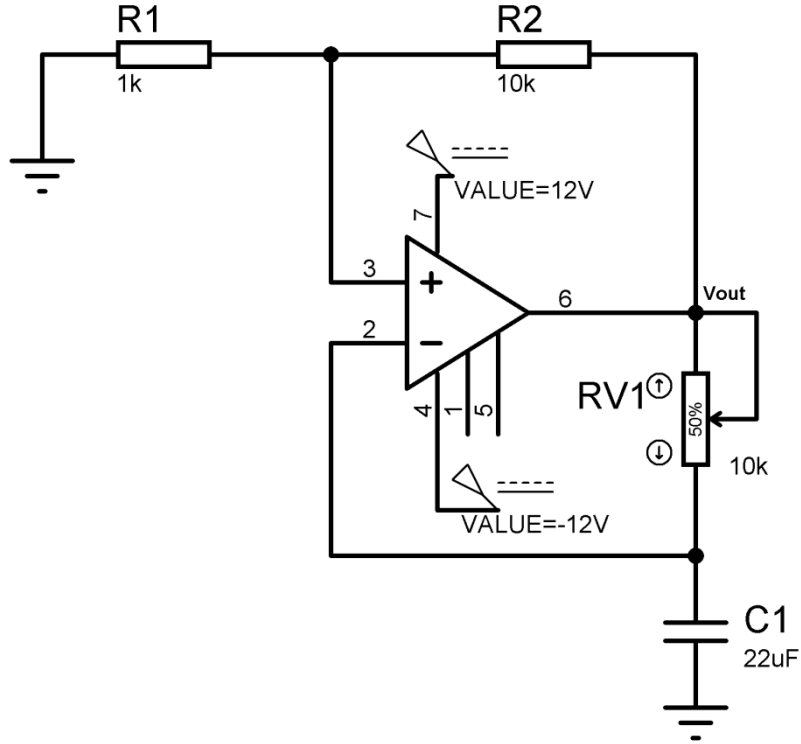 R1
1k
R2
10k
VALUE=12V
7
3
+
6
Vout
2
−
RV1
50%
10k
4
1
5
VALUE=-12V
C1
22uF